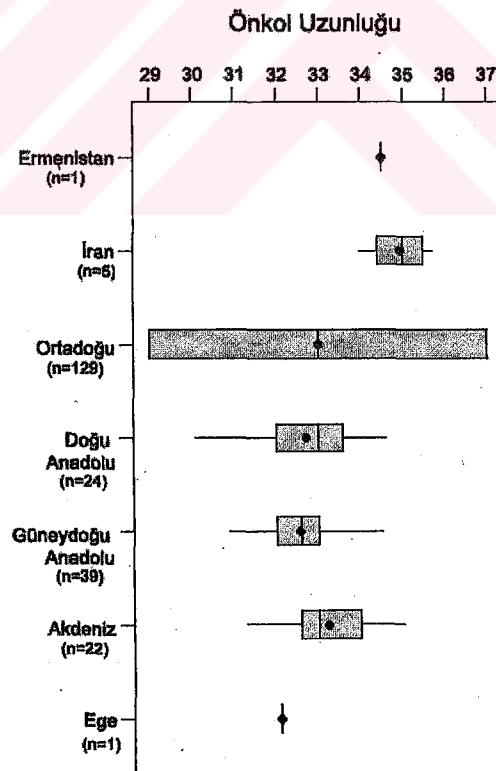 Önkol Uzunluğu
29 30 31 32 33 34 35 36 37
Ermenistan
(n=1)
İran
(n=6)
Ortadoğu
(n=129)
Doğu
Anadolu
(n=24)
Güneydoğu
Anadolu
(n=39)
Akdeniz
(n=22)
Ege
(n=1)